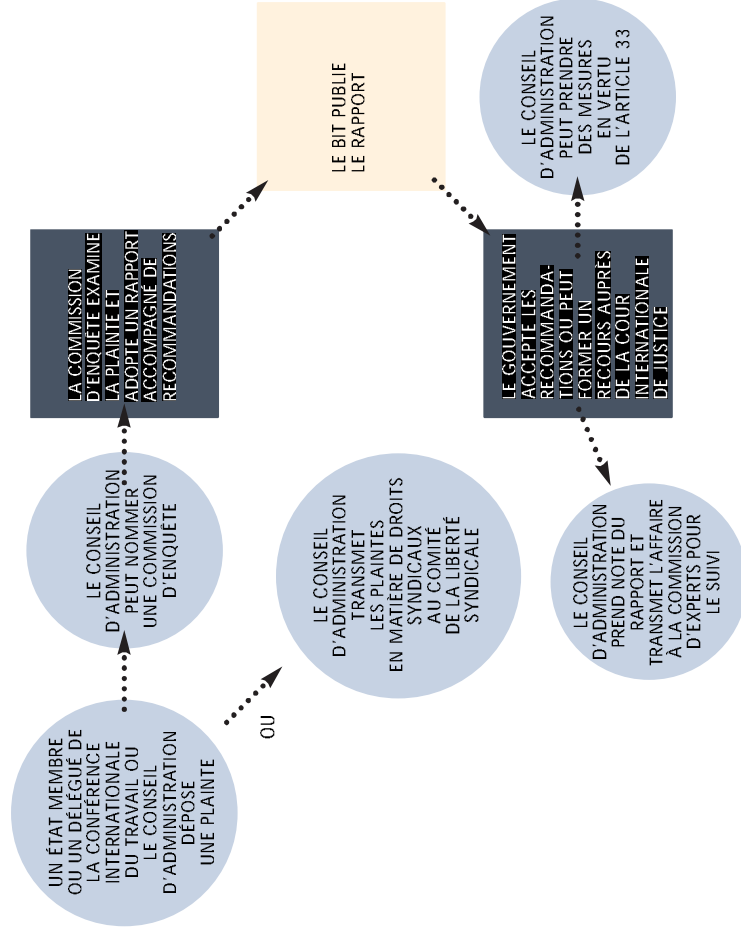 UN ÉTAT MEMBRE
OU UN DÉLÉGUÉ DE
LA CONFÉRENCE
INTERNATIONALE
DU TRAVAIL OU
LE CONSEIL
D'ADMINISTRATION
DÉPOSE
UNE PLAINTE
LE CONSEIL
D'ADMINISTRATION
PEUT NOMMER
UNE COMMISSION
D'ENQUÊTE
LA COMMISSION
D'ENQUÊTE EXAMINE
LA PLAINTE ET
ADOPTE UN RAPPORT
ACCOMPAGNÉ DE
RECOMMANDATIONS
OU
LE CONSEIL
D'ADMINISTRATION
TRANSMET
LES PLAINTES
EN MATIÈRE DE DROITS
SYNDICAUX
AU COMITÉ
DE LA LIBERTÉ
SYNDICALE
LE BIT PUBLIE
LE RAPPORT
LE GOUVERNEMENT
ACCEPTE LES
RECOMMANDA-
TIONS OU PEUT
FORMER UN
RECOURS AUPRÈS
DE LA COUR
INTERNATIONALE
DE JUSTICE
LE CONSEIL
D'ADMINISTRATION
PREND NOTE DU
RAPPORT ET
TRANSMET L'AFFAIRE
À LA COMMISSION
D'EXPERTS POUR
LE SUIVI
LE CONSEIL
D'ADMINISTRATION
PEUT PRENDRE
DES MESURES
EN VERTU
DE L'ARTICLE 33